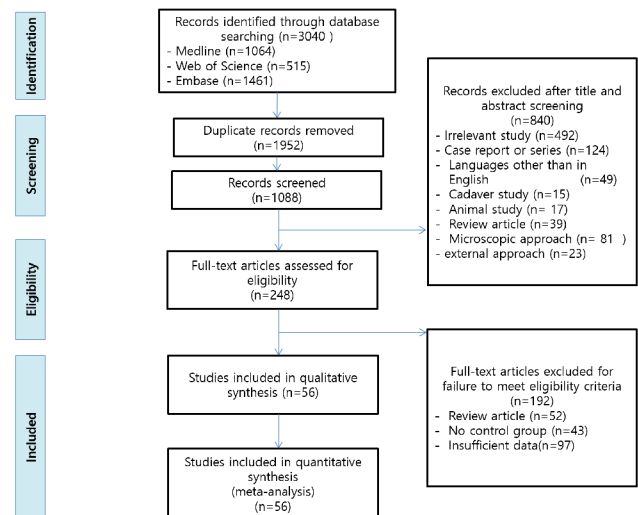 Identification
Records identified through database
searching (n=3040 )
- Medline (n=1064)
- Web of Science (n=515)
- Embase (n=1461)
Screening
Duplicate records removed
(n=1952)
Records screened
(n=1088)
Records excluded after title and
abstract screening
(n=840)
- Irrelevant study (n=492)
- Case report or series (n=124)
- Languages other than in
English (n=49)
- Cadaver study (n=15)
- Animal study (n= 17)
- Review article (n=39)
- Microscopic approach (n= 81 )
- external approach (n=23)
Eligibility
Full-text articles assessed for
eligibility
(n=248)
Full-text articles excluded for
failure to meet eligibility criteria
(n=192)
- Review article (n=52)
- No control group (n=43)
- Insufficient data(n=97)
Included
Studies included in qualitative
synthesis (n=56)
Studies included in quantitative
synthesis
(meta-analysis)
(n=56)